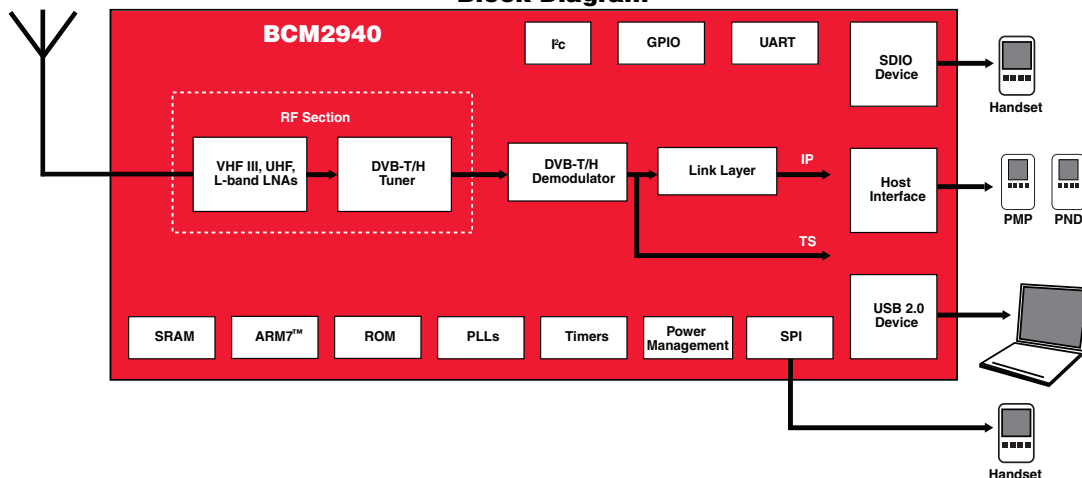 Block Diagram
BCM2940
I²c
GPIO
UART
SDIO
Device
Handset
RF Section
VHF III, UHF,
L-band LNAs
DVB-T/H
Tuner
DVB-T/H
Demodulator
Link Layer
IP
TS
Host
Interface
PMP
PND
USB 2.0
Device
SRAM
ARM7™
ROM
PLLs
Timers
Power
Management
SPI
Handset